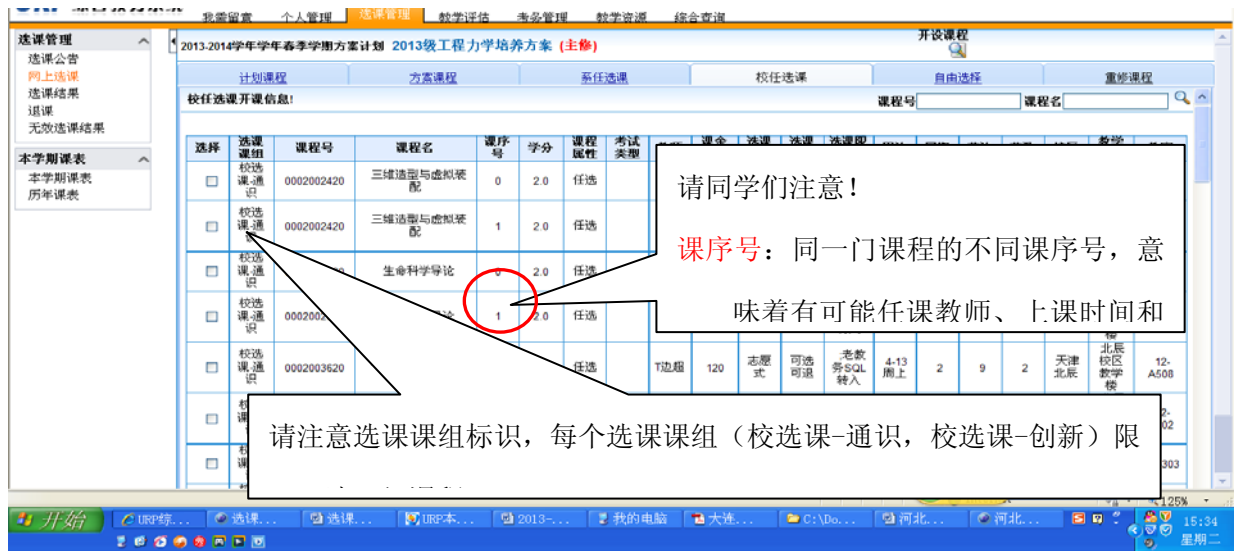 我需留意 个人管理 选课管理 教学评估 考务管理 教学资源 综合查询
选课管理
选课公告
网上选课
选课结果
退课
无效选课结果
本学期课表
本学期课表
历年课表
2013-2014学年学年春季学期方案计划 2013级工程力学培养方案 (主修)
开设课程
计划课程 方案课程 系任选课 校任选课 自由选择 重修课程
校任选课开课信息!
课程号 课程名
选择 选课课组 课程号 课程名 课序号 学分 课程属性 考试类型
校选课-通识 0002002420 三维造型与虚拟装配 0 2.0 任选
校选课-通识 0002002420 三维造型与虚拟装配 1 2.0 任选
校选课-通识 生命科学导论 0 2.0 任选
校选课-通识 1 2.0 任选
校选课-通识 0002003620 任选 120 志愿式 可选可退 老教务SQL转入 4-13周上 2 9 2 天津北辰 北辰校区教学楼 12-A508
303
请同学们注意!
课序号：同一门课程的不同课序号，意
味着有可能任课教师、上课时间和
请注意选课课组标识，每个选课课组（校选课-通识，校选课-创新）限
125%
开始 URP综... 选课... 选课... URP本... 2013-... 我的电脑 大连... C:\Do... 河北... 河北... 15:34
星期二